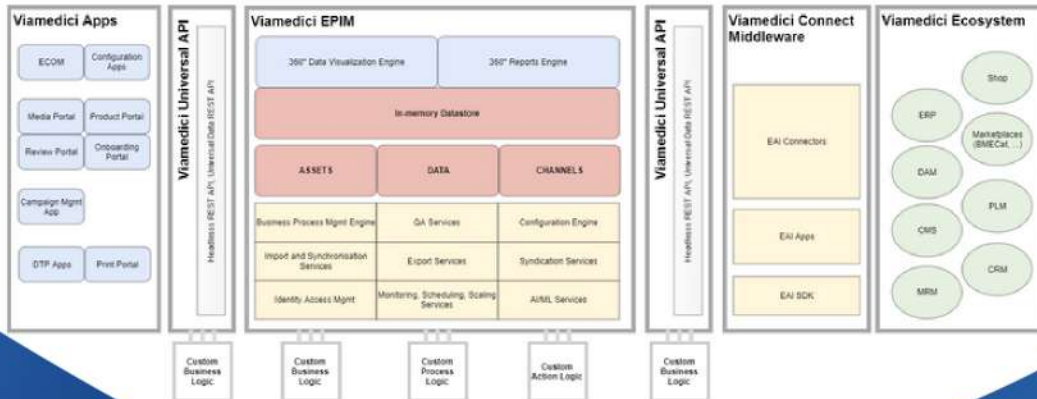 Viamedici Apps
ECOM
Configuration
Apps
Media Portal
Product Portal
Review Portal
Onboarding
Portal
Campaign Mgmt
App
DTP Apps
Print Portal
Viamedici Universal API
Headless REST API, Universal Data REST API
Viamedici EPIM
360° Data Visualization Engine
360° Reports Engine
In-memory Datastore
ASSETS
DATA
CHANNELS
Business Process Mgmt Engine
QA Services
Configuration Engine
Import and Synchronisation
Services
Export Services
Syndication Services
Identity Access Mgmt
Monitoring, Scheduling, Scaling
Services
AI/ML Services
Viamedici Universal API
Headless REST API, Universal Data REST API
Viamedici Connect
Middleware
EAI Connectors
EAI Apps
EAI SDK
Viamedici Ecosystem
Shop
ERP
Marketplaces
(BMECat, ...)
DAM
PLM
CMS
CRM
MRM
Custom
Business
Logic
Custom
Business
Logic
Custom
Process
Logic
Custom
Action Logic
Custom
Business
Logic